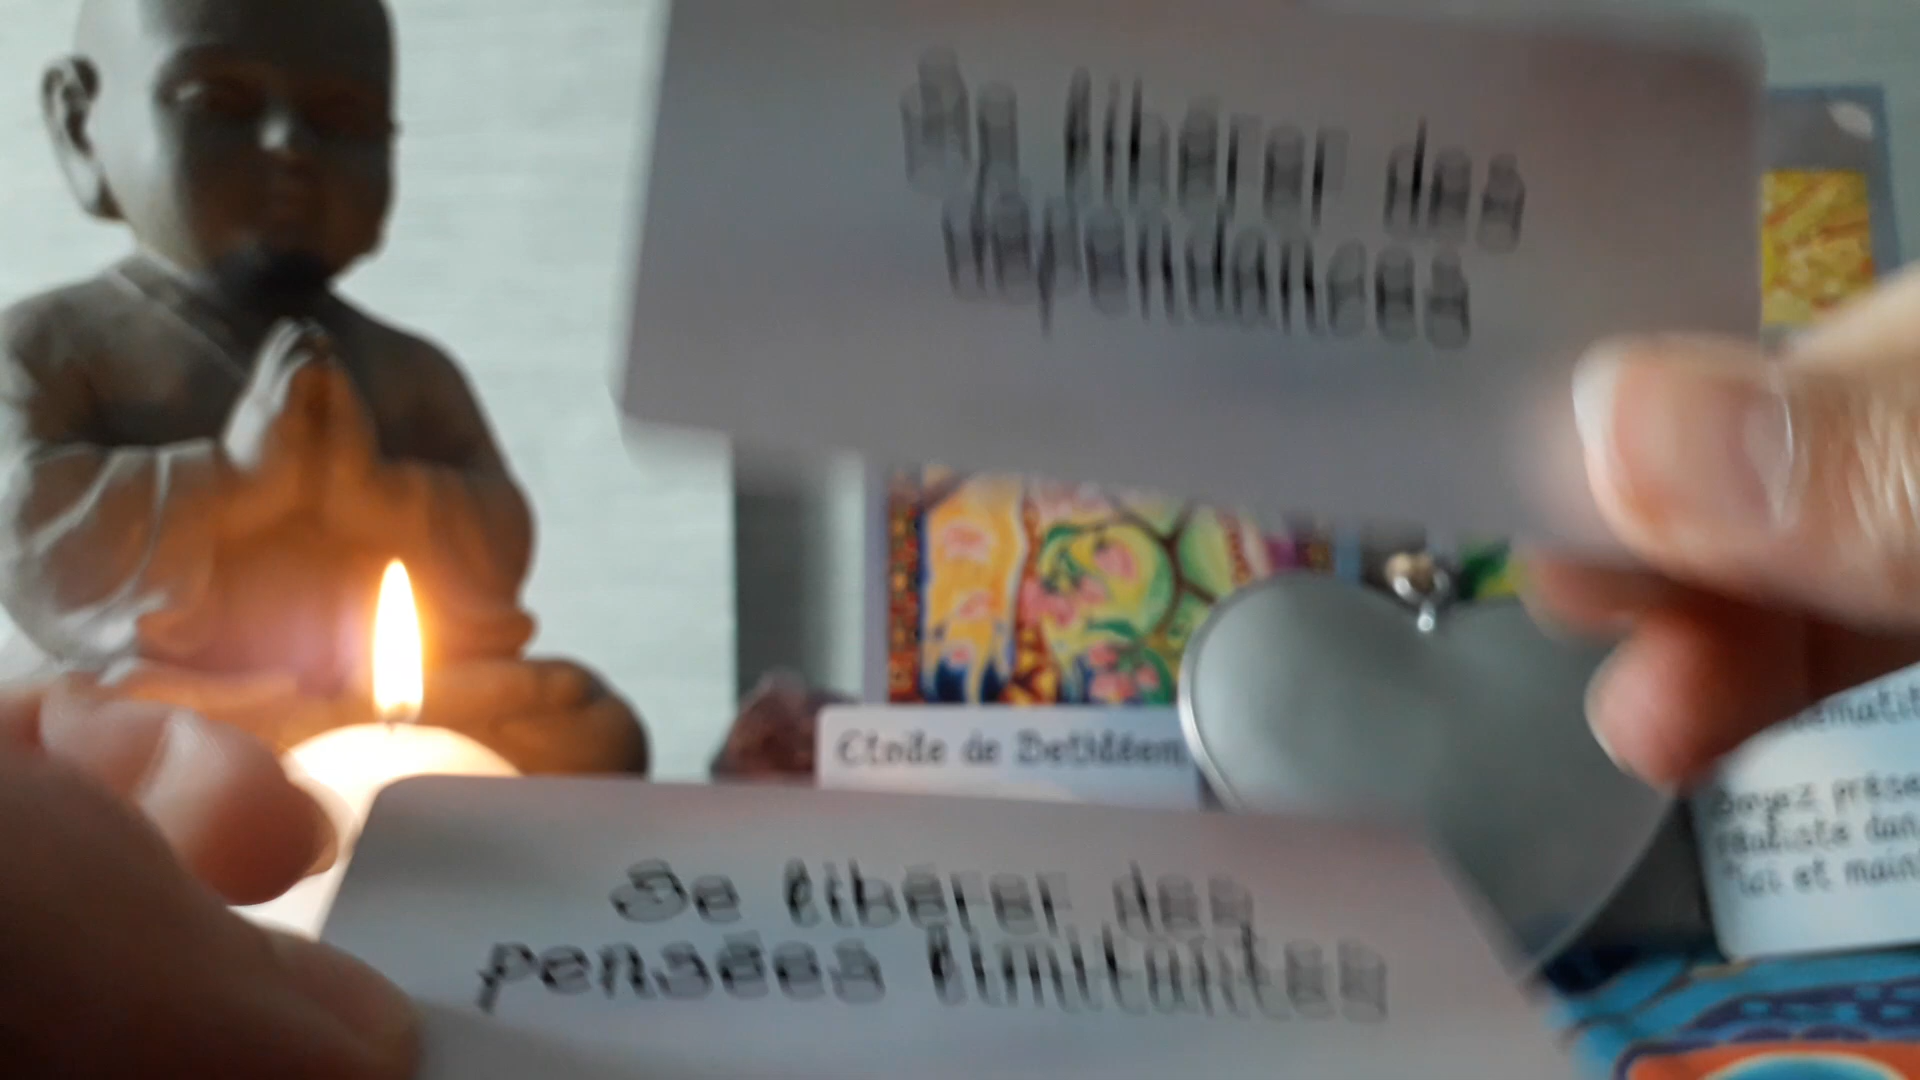 Se libérer des
dépendances
Etoile de Bethléem
Soyez prése
réaliste dan
ici et main
Se libérer des
pensées limitantes